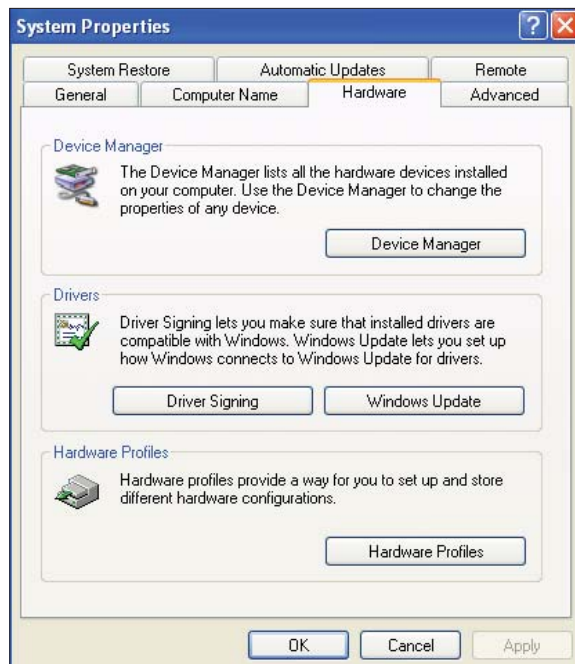 System Properties
System Restore Automatic Updates Remote
General Computer Name Hardware Advanced
Device Manager
The Device Manager lists all the hardware devices installed
on your computer. Use the Device Manager to change the
properties of any device.
Device Manager
Drivers
Driver Signing lets you make sure that installed drivers are
compatible with Windows. Windows Update lets you set up
how Windows connects to Windows Update for drivers.
Driver Signing Windows Update
Hardware Profiles
Hardware profiles provide a way for you to set up and store
different hardware configurations.
Hardware Profiles
OK Cancel Apply